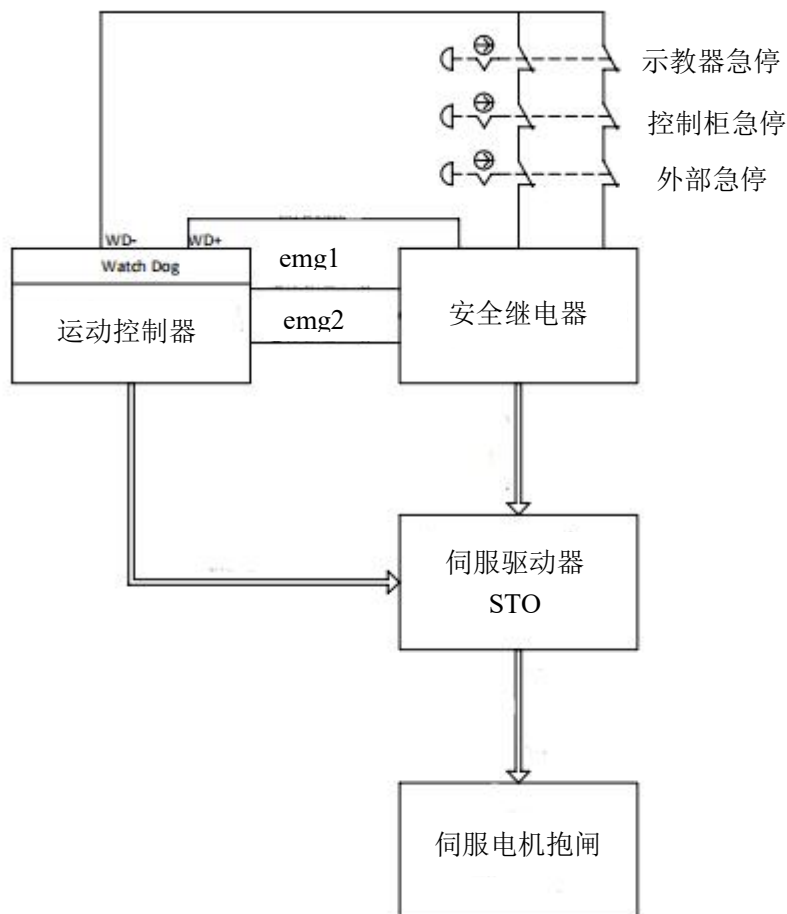 示教器急停
控制柜急停
外部急停
WD-
WD+
Watch Dog
运动控制器
emg1
emg2
安全继电器
伺服驱动器
STO
伺服电机抱闸